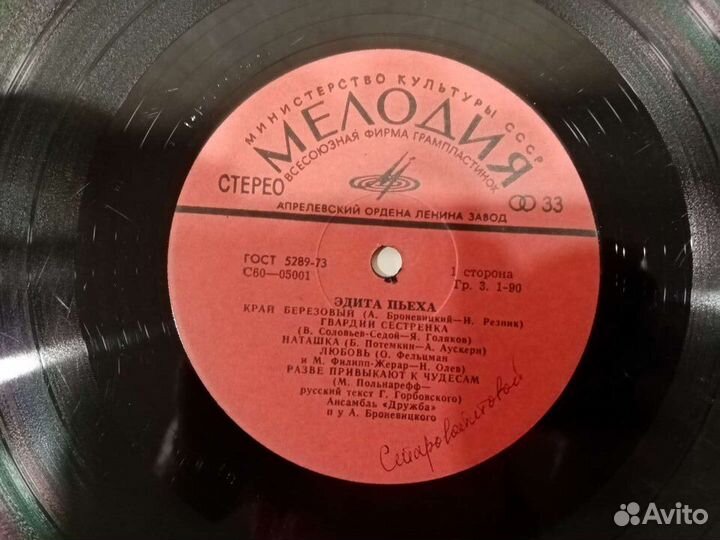 МИНИСТЕРСТВО КУЛЬТУРЫ СССР
МЕЛОДИЯ
ВСЕСОЮЗНАЯ ФИРМА ГРАМПЛАСТИНОК
СТЕРЕО
33
АПРЕЛЕВСКИЙ ОРДЕНА ЛЕНИНА ЗАВОД
ГОСТ 5289-73
С60—05001
1 сторона
Гр. 3. 1-90
ЭДИТА ПЬЕХА
КРАЙ БЕРЕЗОВЫЙ (А. Броневицкий—И. Резник)
ГВАРДИИ СЕСТРЕНКА
(В. Соловьев-Седой—Я. Голяков)
НАТАШКА (Б. Потемкин—А. Аускерн)
ЛЮБОВЬ (О. Фельцман
и М. Филипп-Жерар—Н. Олев)
РАЗВЕ ПРИВЫКАЮТ К ЧУДЕСАМ
(М. Польнарефф—
русский текст Г. Горбовского)
Ансамбль «Дружба»
п/у А. Броневицкого
Avito